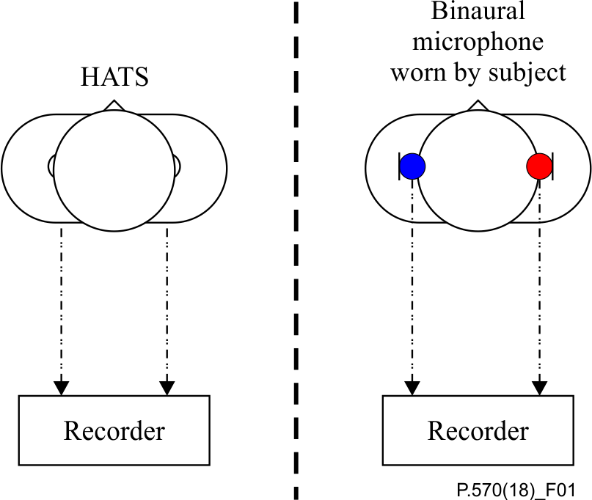 HATS
Recorder
Binaural
microphone
worn by subject
Recorder
P.570(18)_F01